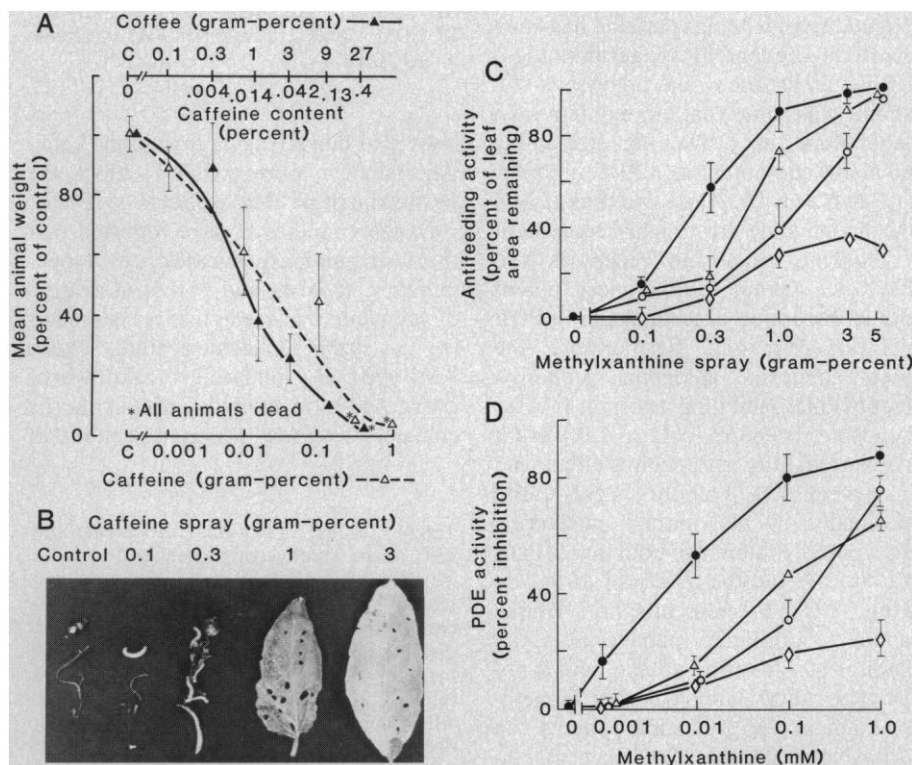 A
Coffee (gram-percent)
C 0.1 0.3 1 3 9 27
0 .004 .014 .042 .13 .4
Caffeine content
(percent)
Mean animal weight
(percent of control)
80
40
0
*All animals dead
* * *
C 0.001 0.01 0.1 1
Caffeine (gram-percent)
B
Caffeine spray (gram-percent)
Control 0.1 0.3 1 3
C
Antifeeding activity
(percent of leaf
area remaining)
80
40
0
0 0.1 0.3 1.0 3 5
Methylxanthine spray (gram-percent)
D
PDE activity
(percent inhibition)
80
40
0
0 0.001 0.01 0.1 1.0
Methylxanthine (mM)